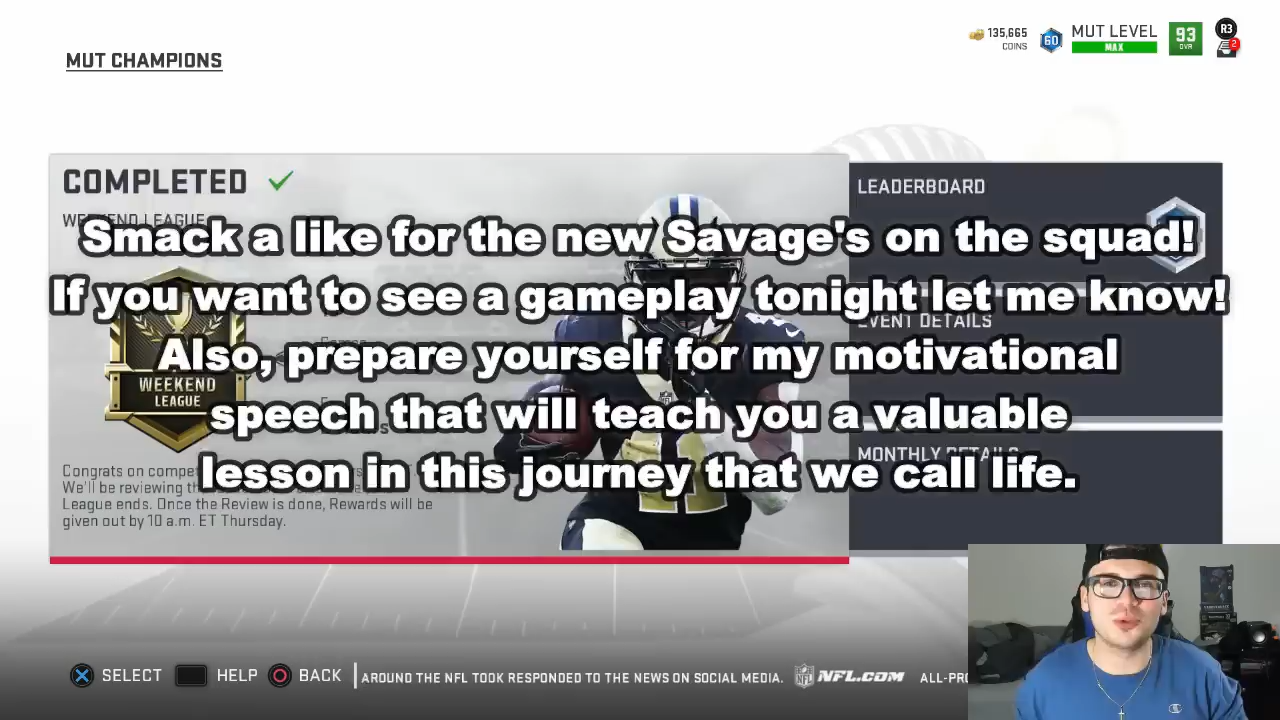 MUT CHAMPIONS
135,665
COINS
60
MUT LEVEL
MAX
93
OVR
R3
2
COMPLETED
WEEKEND LEAGUE
LEADERBOARD
Smack a like for the new Savage's on the squad!
If you want to see a gameplay tonight let me know!
EVENT DETAILS
Also, prepare yourself for my motivational
WEEKEND
LEAGUE
speech that will teach you a valuable
MONTHLY DETAILS
lesson in this journey that we call life.
Congrats on
We'll be reviewing
League ends. Once the Review is done, Rewards will be
given out by 10 a.m. ET Thursday.
SELECT
HELP
BACK
AROUND THE NFL TOOK RESPONDED TO THE NEWS ON SOCIAL MEDIA.
NFL.COM